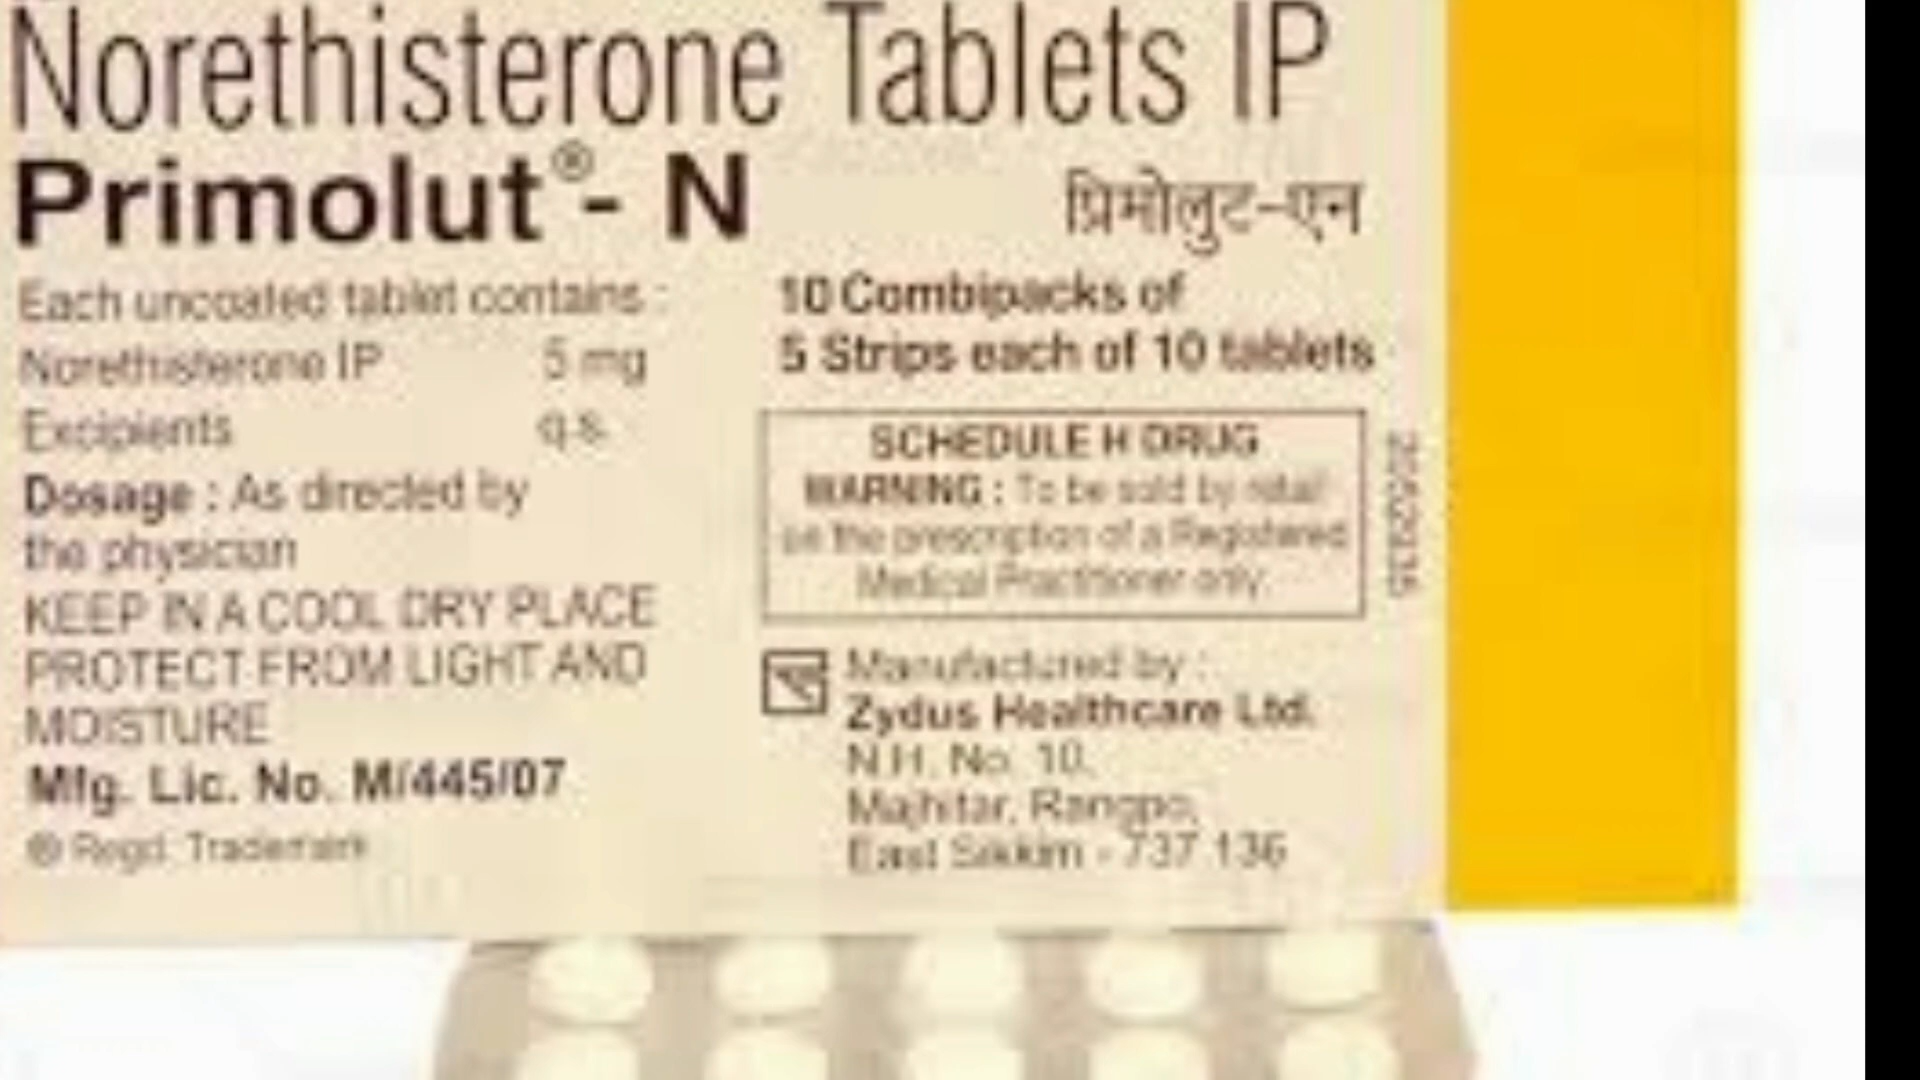 Norethisterone Tablets IP
Primolut®- N
प्रिमोलुट-एन
Each uncoated tablet contains :
Norethisterone IP 5 mg
Excipients q.s.
Dosage : As directed by
the physician
KEEP IN A COOL DRY PLACE
PROTECT FROM LIGHT AND
MOISTURE
Mfg. Lic. No. M/445/07
® Regd. Trademark
10 Combipacks of
5 Strips each of 10 tablets
SCHEDULE H DRUG
WARNING : To be sold by retail
on the prescription of a Registered
Medical Practitioner only.
Manufactured by :
Zydus Healthcare Ltd.
N.H. No. 10,
Majhitar, Rangpo,
East Sikkim - 737 136